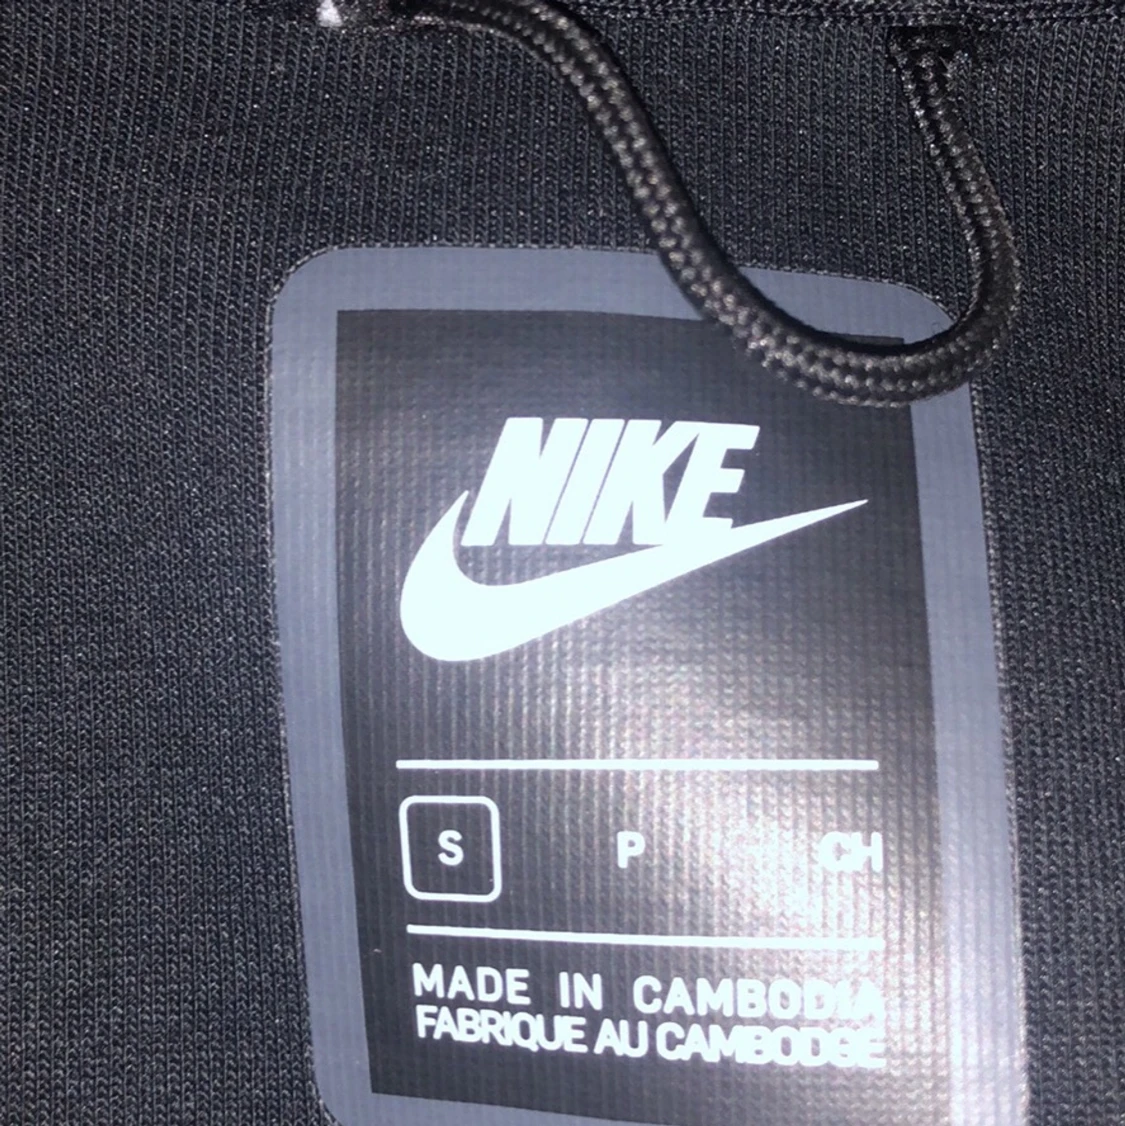 NIKE
S P CH
MADE IN CAMBODIA
FABRIQUE AU CAMBODGE